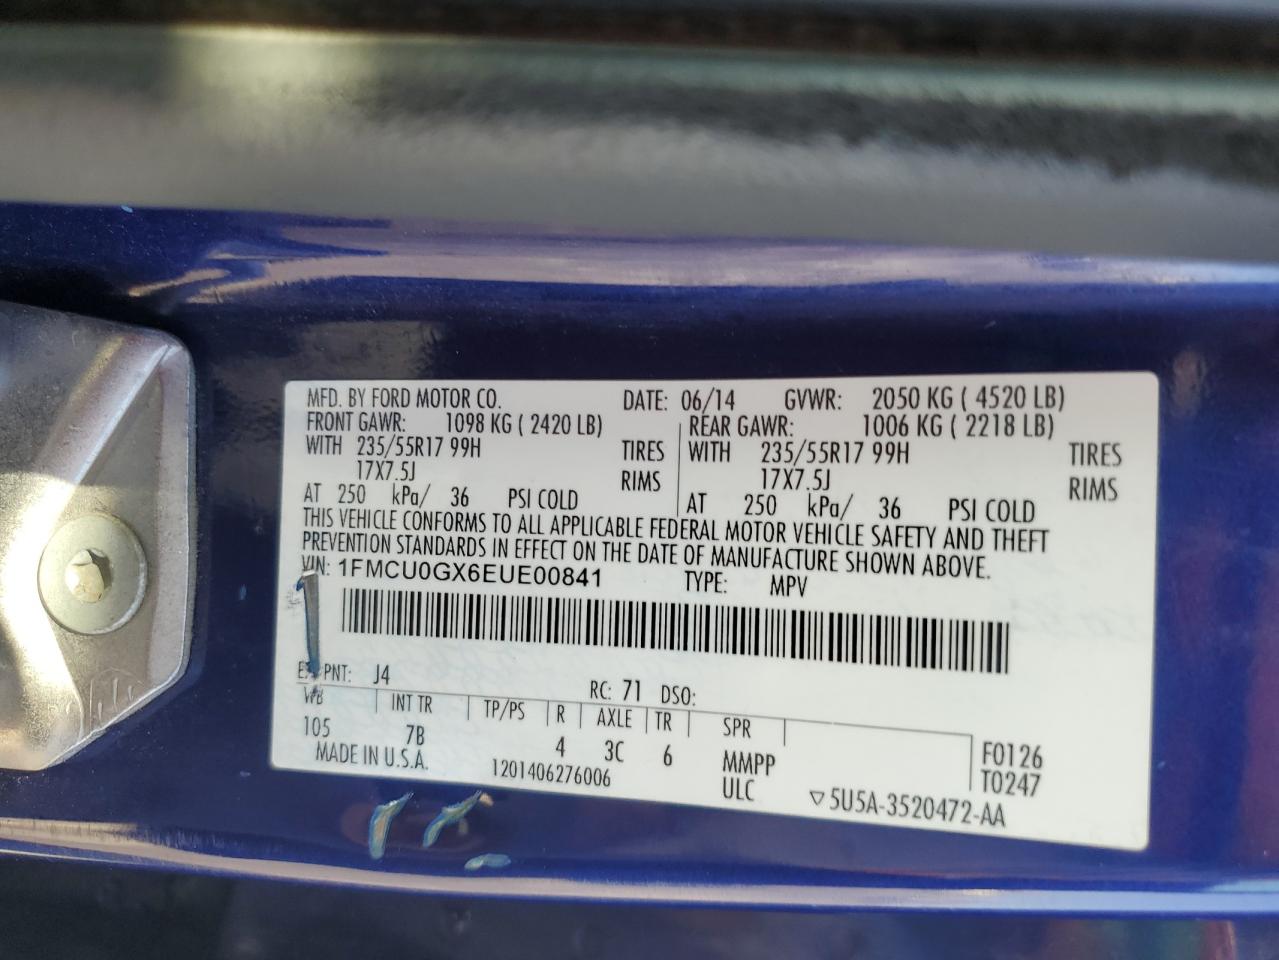 MFD. BY FORD MOTOR CO. DATE: 06/14 GVWR: 2050 KG ( 4520 LB)
FRONT GAWR: 1098 KG ( 2420 LB) REAR GAWR: 1006 KG ( 2218 LB)
WITH 235/55R17 99H TIRES WITH 235/55R17 99H TIRES
17X7.5J RIMS 17X7.5J RIMS
AT 250 kPa/ 36 PSI COLD AT 250 kPa/ 36 PSI COLD
THIS VEHICLE CONFORMS TO ALL APPLICABLE FEDERAL MOTOR VEHICLE SAFETY AND THEFT
PREVENTION STANDARDS IN EFFECT ON THE DATE OF MANUFACTURE SHOWN ABOVE.
VIN: 1FMCU0GX6EUE00841 TYPE: MPV
PNT: J4 RC: 71 DSO:
WB INT TR TP/PS R AXLE TR SPR
105 7B 4 3C 6 MMPP F0126
MADE IN U.S.A. 1201406276006 ULC T0247
▽5U5A-3520472-AA